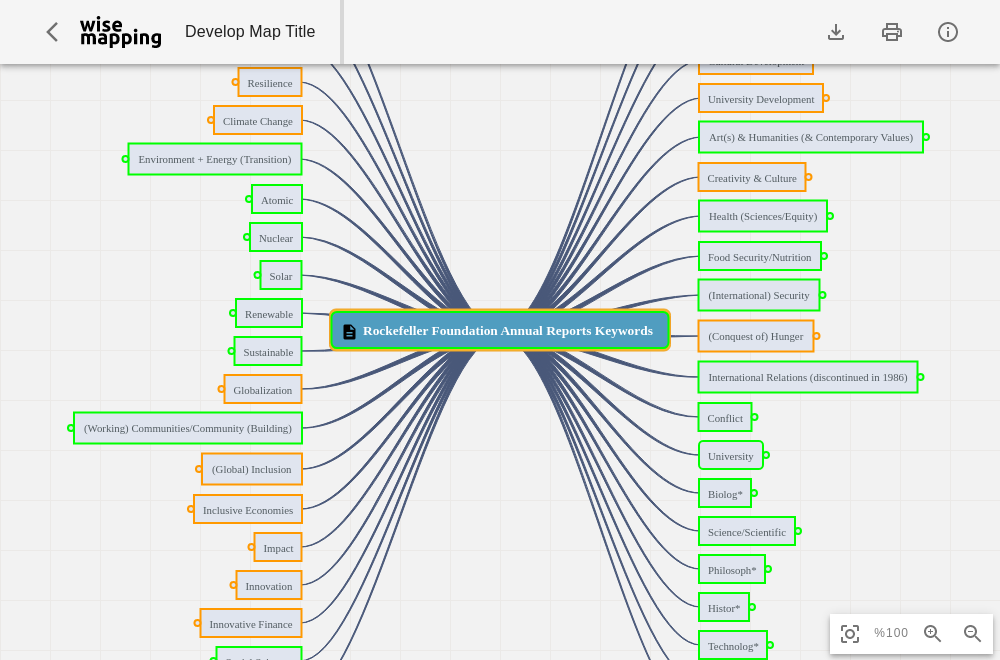 wise
mapping
Develop Map Title
Resilience
Climate Change
Environment + Energy (Transition)
Atomic
Nuclear
Solar
Renewable
Sustainable
Globalization
(Working) Communities/Community (Building)
(Global) Inclusion
Inclusive Economies
Impact
Innovation
Innovative Finance
Rockefeller Foundation Annual Reports Keywords
University Development
Art(s) & Humanities (& Contemporary Values)
Creativity & Culture
Health (Sciences/Equity)
Food Security/Nutrition
(International) Security
(Conquest of) Hunger
International Relations (discontinued in 1986)
Conflict
University
Biolog*
Science/Scientific
Philosoph*
Histor*
Technolog*
%100